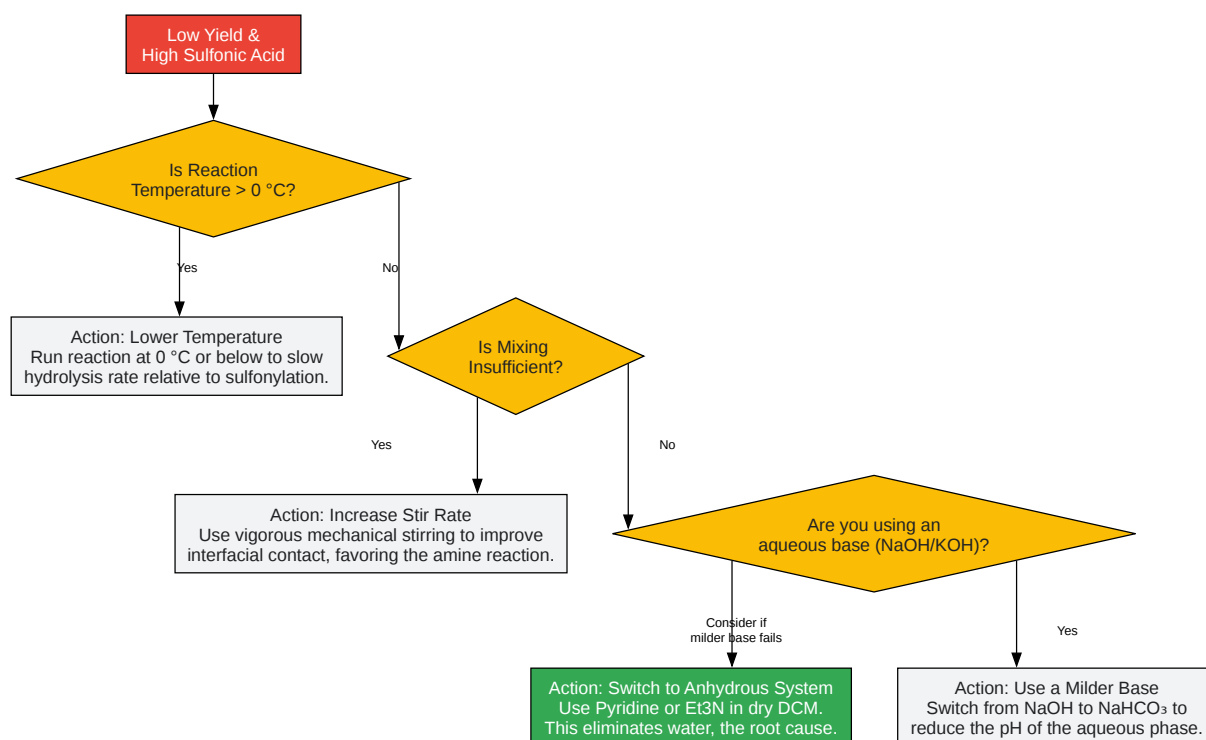 Low Yield &
High Sulfonic Acid
Is Reaction
Temperature > 0 °C?
Yes
No
Action: Lower Temperature
Run reaction at 0 °C or below to slow
hydrolysis rate relative to sulfonylation.
Is Mixing
Insufficient?
Yes
No
Action: Increase Stir Rate
Use vigorous mechanical stirring to improve
interfacial contact, favoring the amine reaction.
Are you using an
aqueous base (NaOH/KOH)?
Consider if
milder base fails
Yes
Action: Switch to Anhydrous System
Use Pyridine or Et3N in dry DCM.
This eliminates water, the root cause.
Action: Use a Milder Base
Switch from NaOH to NaHCO₃ to
reduce the pH of the aqueous phase.